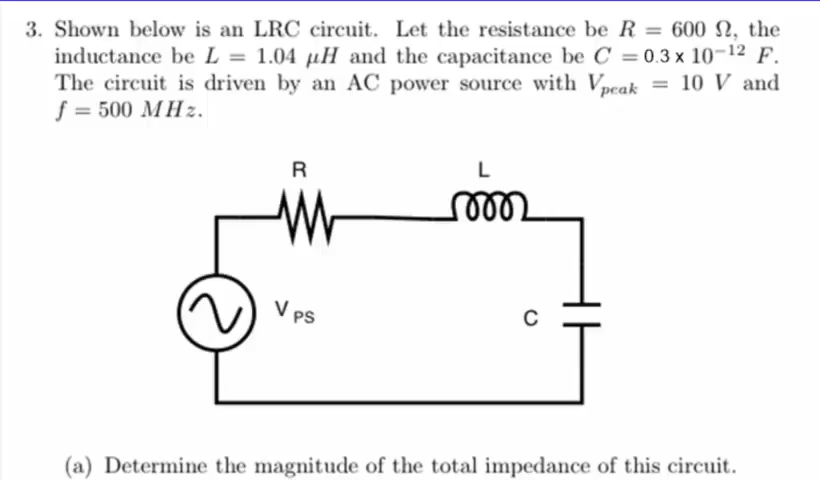 3. Shown below is an LRC circuit. Let the resistance be R = 600 Ω, the
inductance be L = 1.04 μH and the capacitance be C = 0.3 x 10⁻¹² F.
The circuit is driven by an AC power source with V_peak = 10 V and
f = 500 MHz.
R
L
V PS
C
(a) Determine the magnitude of the total impedance of this circuit.